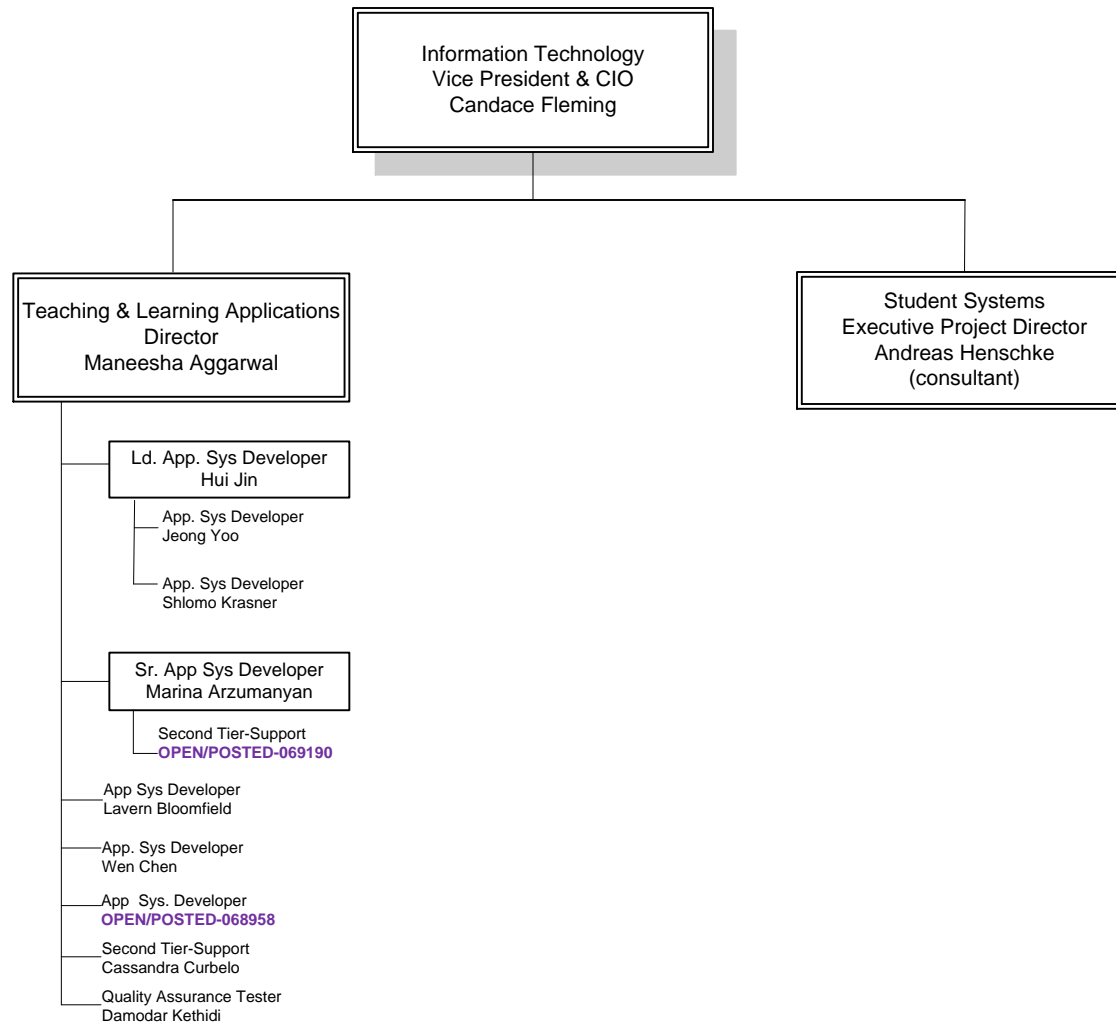 Information Technology
Vice President & CIO
Candace Fleming
Teaching & Learning Applications
Director
Maneesha Aggarwal
Student Systems
Executive Project Director
Andreas Henschke
(consultant)
Ld. App. Sys Developer
Hui Jin
App. Sys Developer
Jeong Yoo
App. Sys Developer
Shlomo Krasner
Sr. App Sys Developer
Marina Arzumanyan
Second Tier-Support
OPEN/POSTED-069190
App Sys Developer
Lavern Bloomfield
App. Sys Developer
Wen Chen
App  Sys. Developer
OPEN/POSTED-068958
Second Tier-Support
Cassandra Curbelo
Quality Assurance Tester
Damodar Kethidi